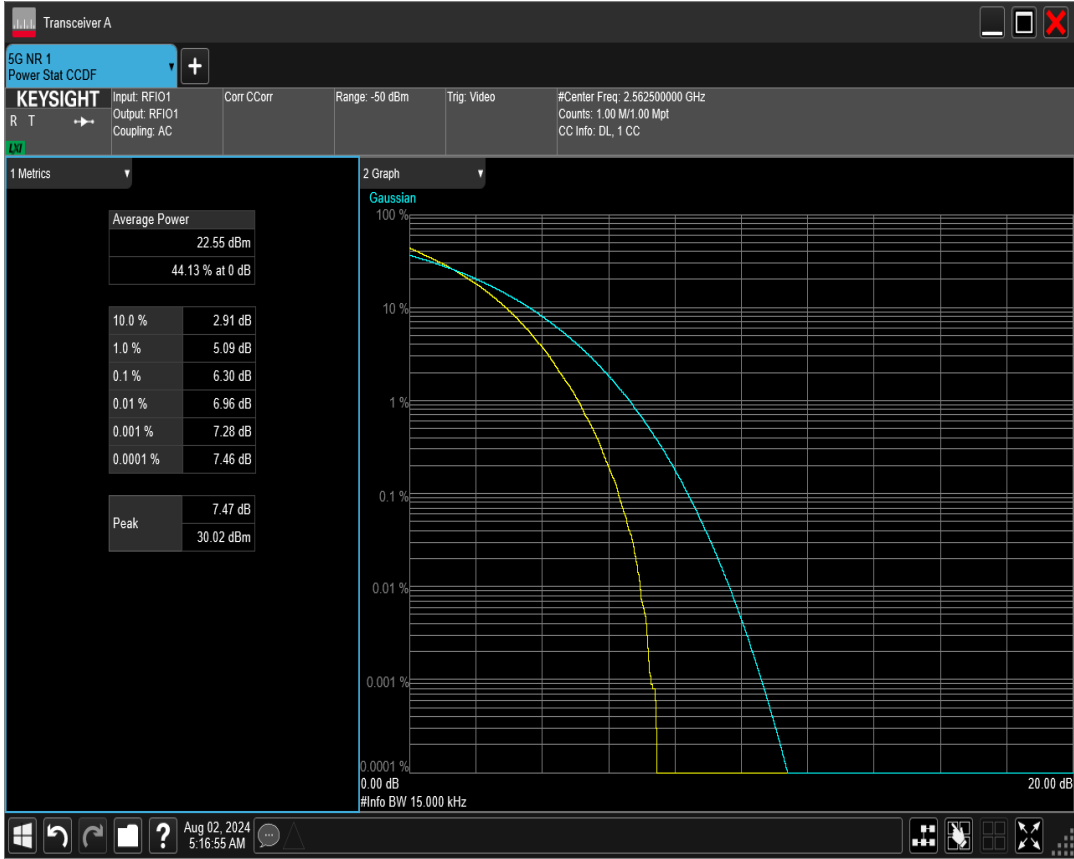 Transceiver A
5G NR 1
Power Stat CCDF
+
KEYSIGHT
R T
LXI
Input: RFIO1
Output: RFIO1
Coupling: AC
Corr CCorr
Range: -50 dBm
Trig: Video
#Center Freq: 2.562500000 GHz
Counts: 1.00 M/1.00 Mpt
CC Info: DL, 1 CC
1 Metrics
Average Power
22.55 dBm
44.13 % at 0 dB
10.0 % 2.91 dB
1.0 % 5.09 dB
0.1 % 6.30 dB
0.01 % 6.96 dB
0.001 % 7.28 dB
0.0001 % 7.46 dB
Peak
7.47 dB
30.02 dBm
2 Graph
Gaussian
100 %
10 %
1 %
0.1 %
0.01 %
0.001 %
0.0001 %
0.00 dB 20.00 dB
#Info BW 15.000 kHz
?
Aug 02, 2024
5:16:55 AM